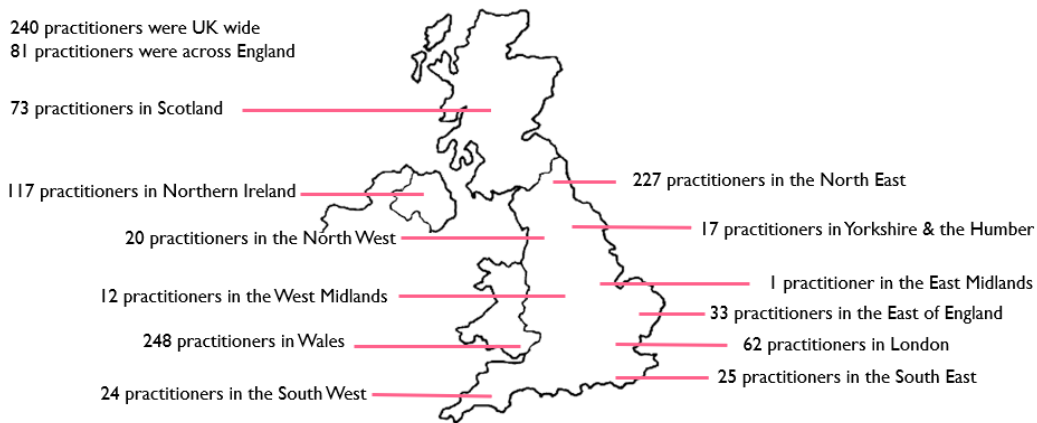 240 practitioners were UK wide
81 practitioners were across England
73 practitioners in Scotland
117 practitioners in Northern Ireland
227 practitioners in the North East
20 practitioners in the North West
17 practitioners in Yorkshire & the Humber
12 practitioners in the West Midlands
1 practitioner in the East Midlands
33 practitioners in the East of England
248 practitioners in Wales
62 practitioners in London
24 practitioners in the South West
25 practitioners in the South East